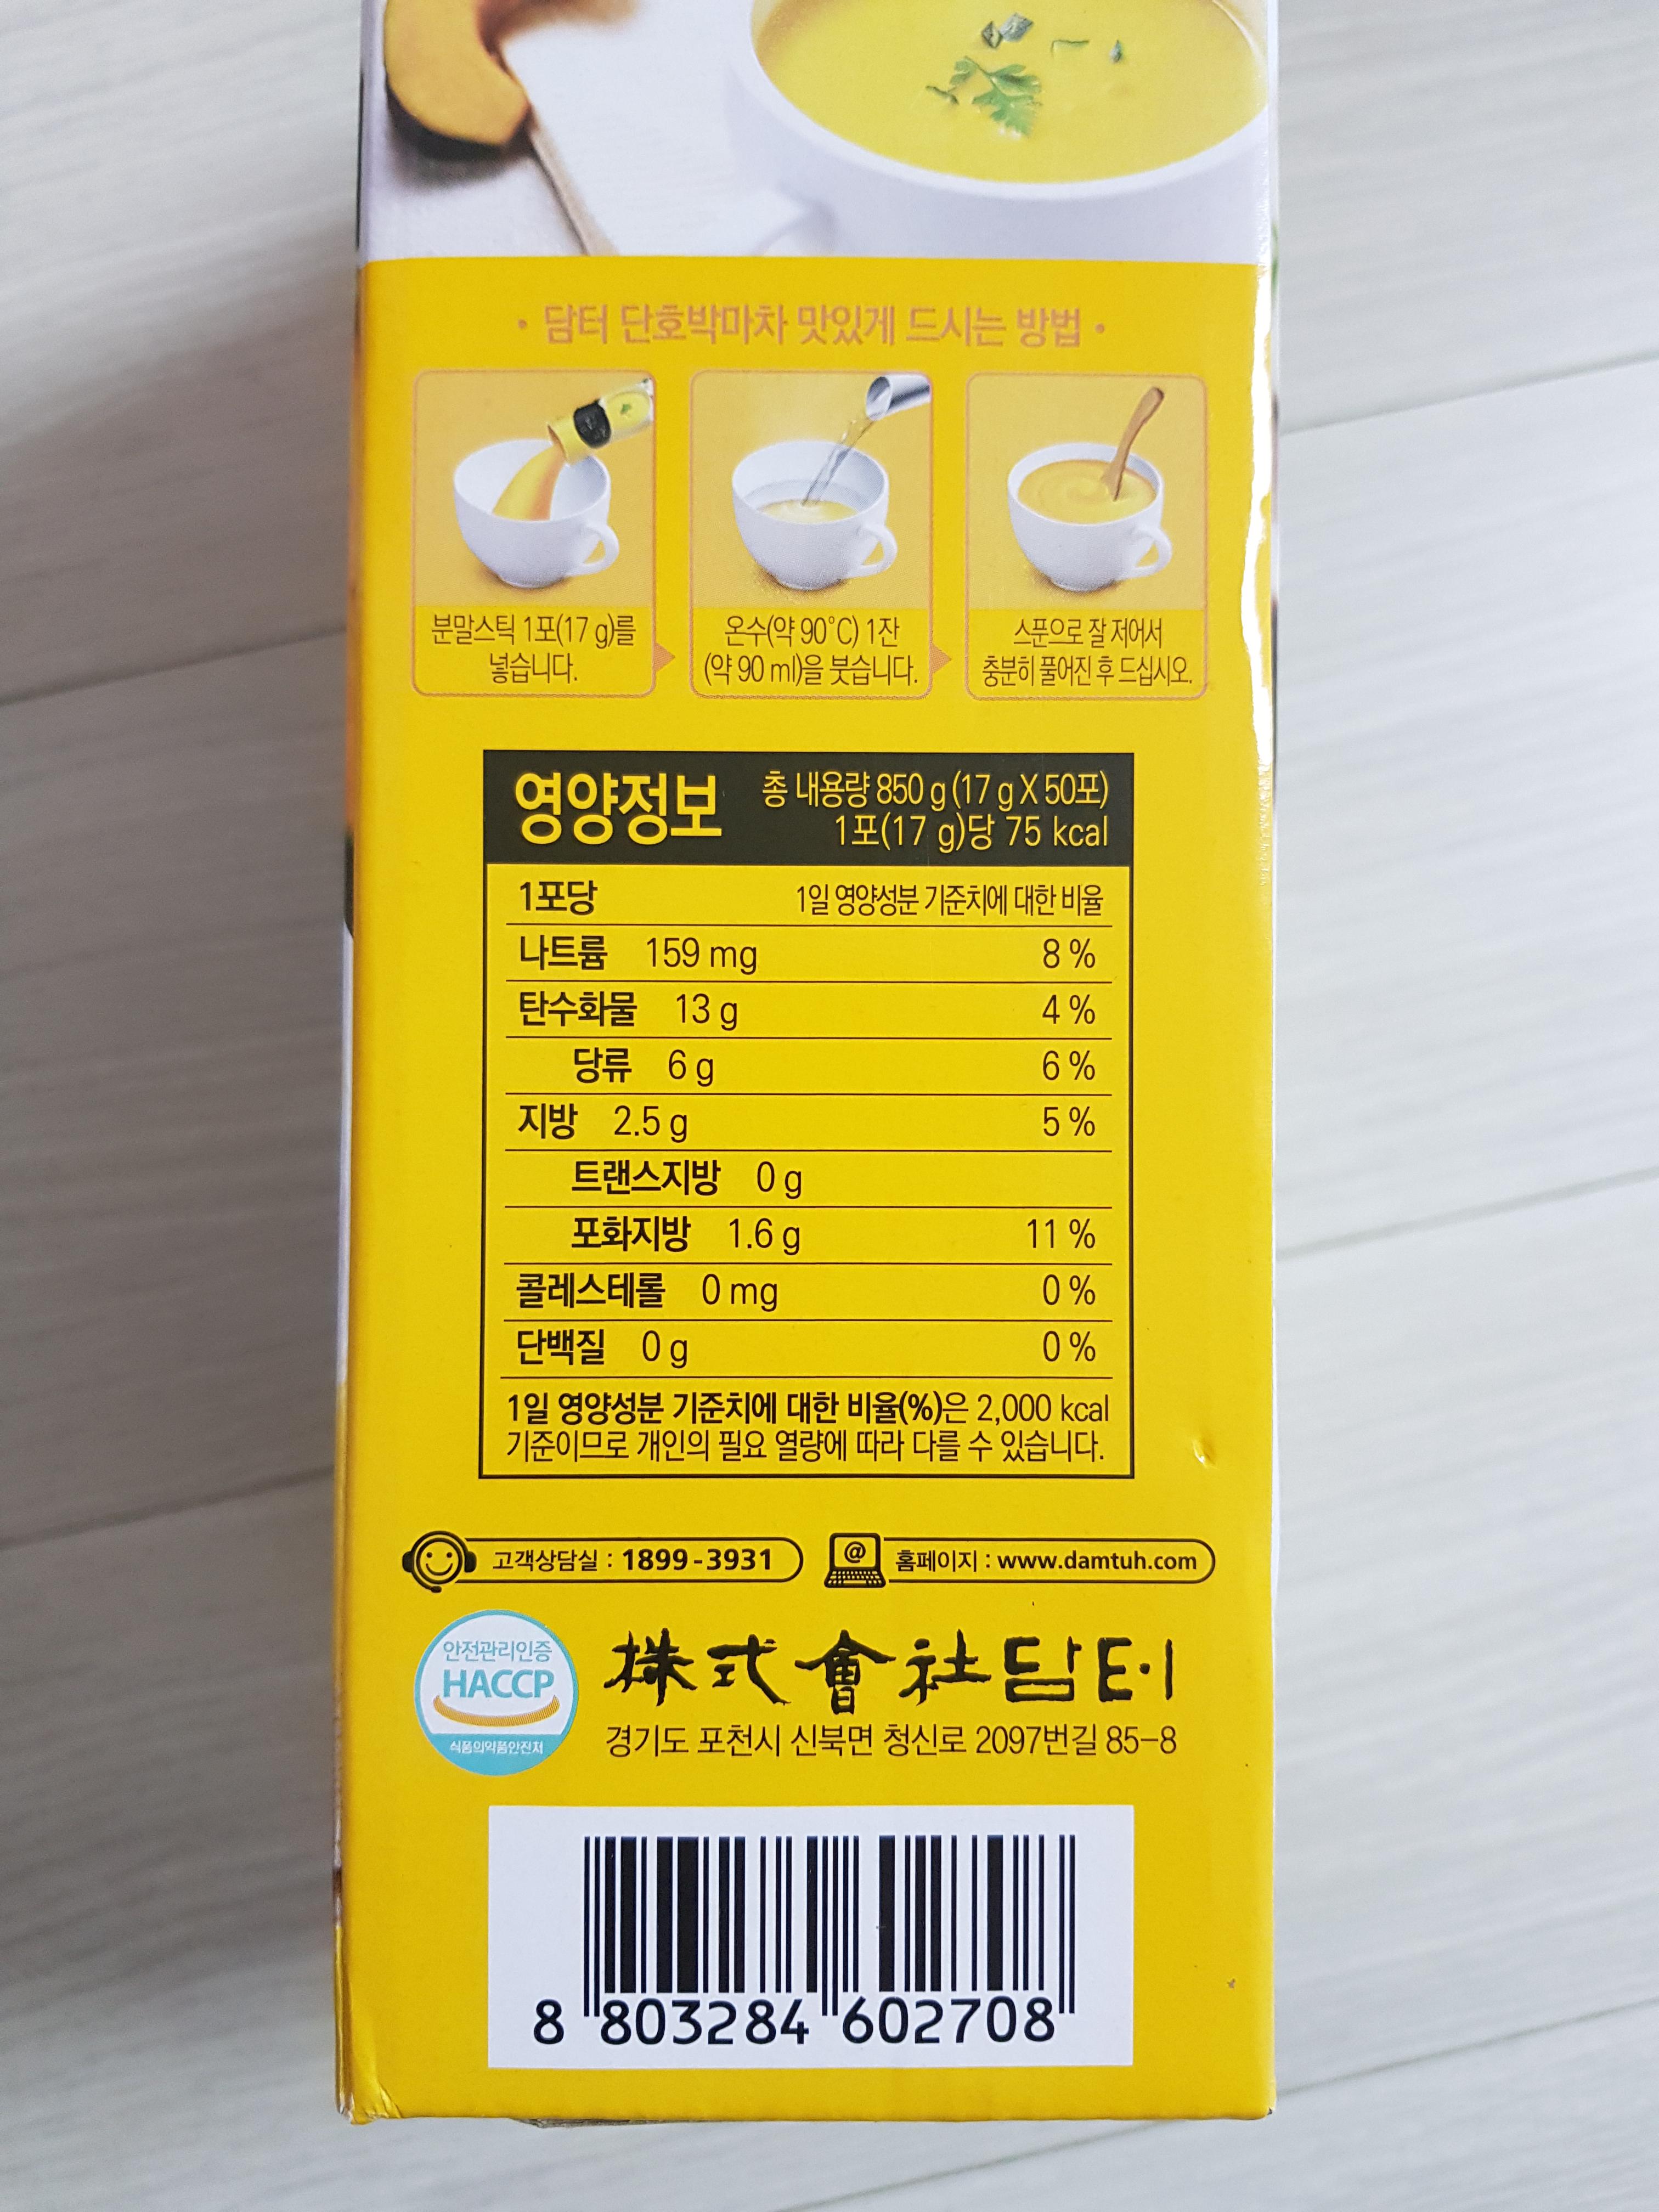 · 담터 단호박마차 맛있게 드시는 방법 ·
분말스틱 1포(17 g)를
넣습니다.
온수(약 90°C) 1잔
(약 90 ml)을 붓습니다.
스푼으로 잘 저어서
충분히 풀어진 후 드십시오.
영양정보
총 내용량 850 g (17 g X 50포)
1포(17 g)당 75 kcal
1포당 1일 영양성분 기준치에 대한 비율
나트륨 159 mg 8 %
탄수화물 13 g 4 %
당류 6 g 6 %
지방 2.5 g 5 %
트랜스지방 0 g
포화지방 1.6 g 11 %
콜레스테롤 0 mg 0 %
단백질 0 g 0 %
1일 영양성분 기준치에 대한 비율(%)은 2,000 kcal
기준이므로 개인의 필요 열량에 따라 다를 수 있습니다.
고객상담실 : 1899-3931
@ 홈페이지 : www.damtuh.com
안전관리인증
HACCP
식품의약품안전처
株式會社담터
경기도 포천시 신북면 청신로 2097번길 85-8
8 803284 602708